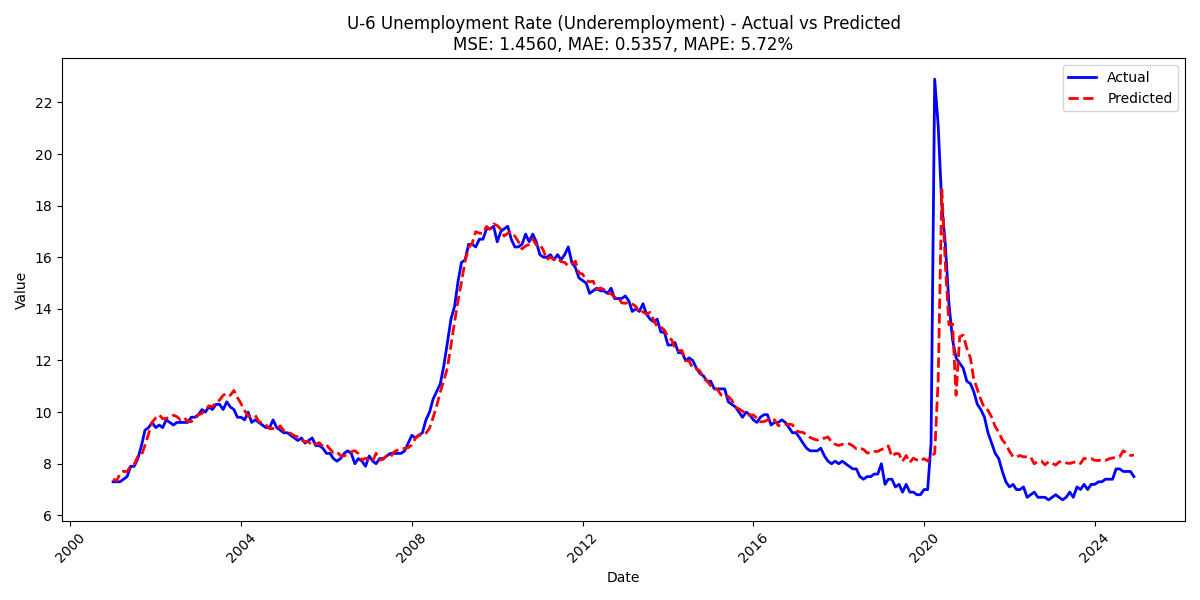 U-6 Unemployment Rate (Underemployment) - Actual vs Predicted
MSE: 1.4560, MAE: 0.5357, MAPE: 5.72%
Actual
Predicted
Value
22
20
18
16
14
12
10
8
6
2000
2004
2008
2012
2016
2020
2024
Date